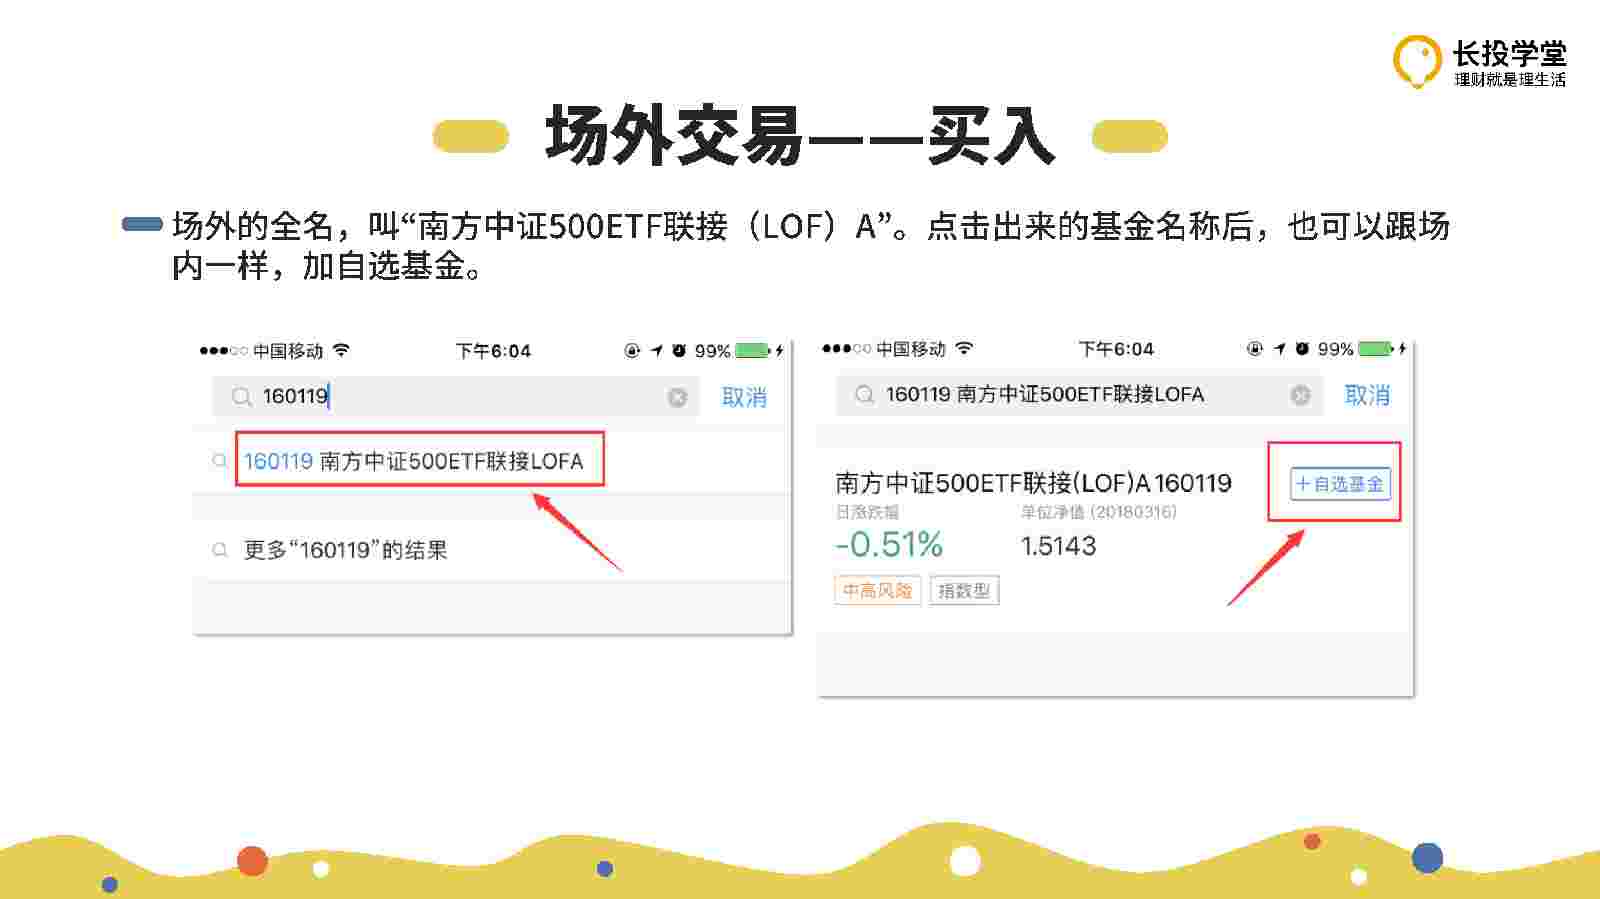 长投学堂
理财就是理生活
场外交易——买入
场外的全名，叫“南方中证500ETF联接（LOF）A”。点击出来的基金名称后，也可以跟场
内一样，加自选基金。
中国移动 下午6:04 99%
160119 取消
160119 南方中证500ETF联接LOFA
更多“160119”的结果
中国移动 下午6:04 99%
160119 南方中证500ETF联接LOFA 取消
南方中证500ETF联接(LOF)A 160119 +自选基金
日涨跌幅 单位净值 (20180316)
-0.51% 1.5143
中高风险 指数型